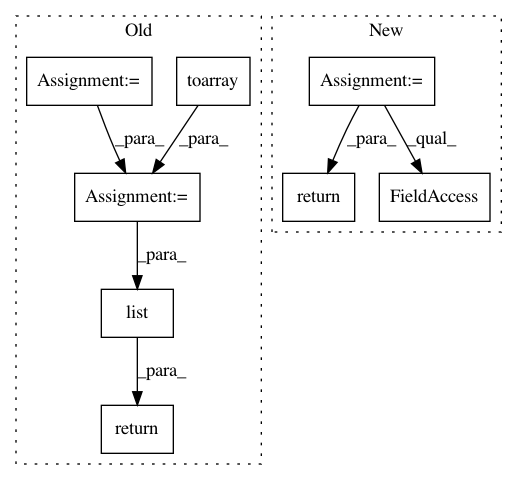 Old
New
Assignment:=
toarray
Assignment:=
_para_
_para_
_para_
_qual_
Assignment:=
return
FieldAccess
_para_
list
_para_
return